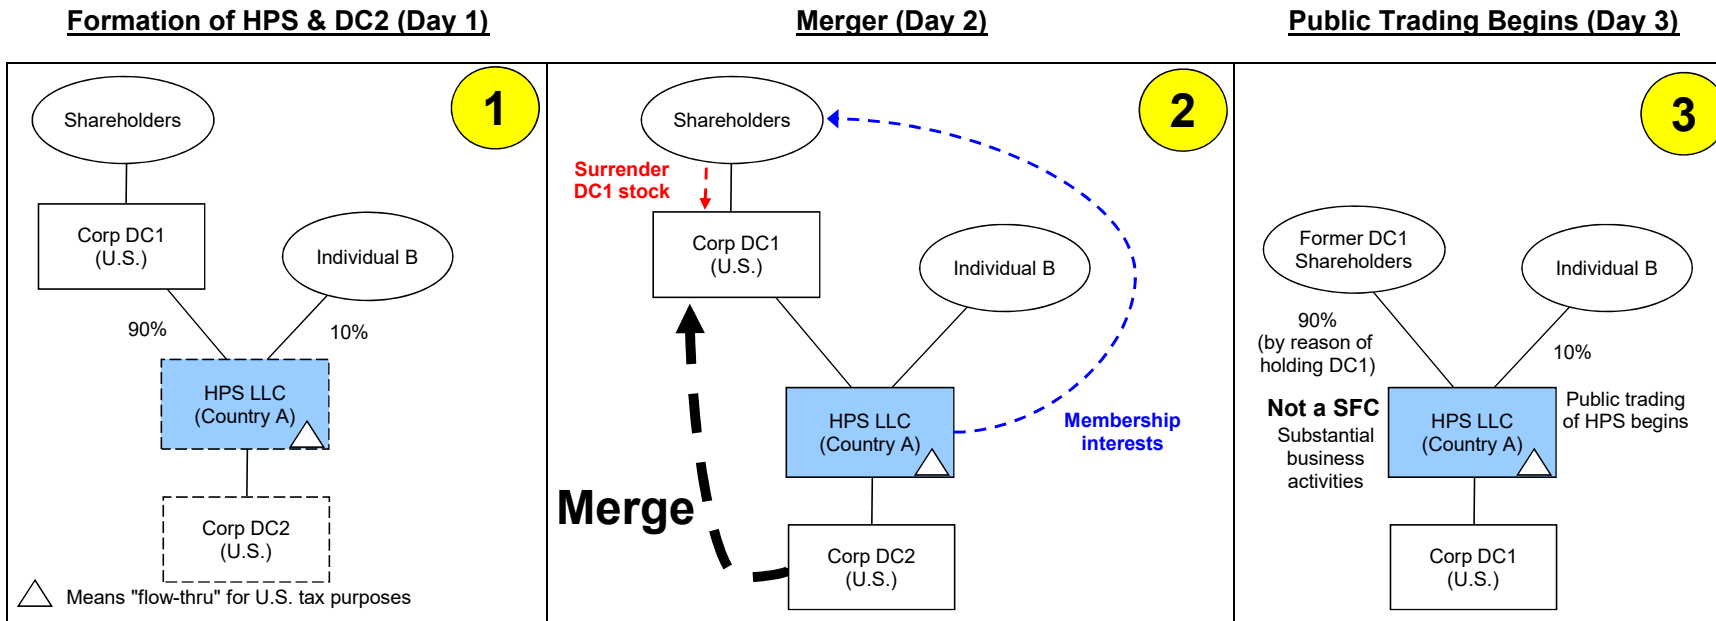 Formation of HPS & DC2 (Day 1)
Merger (Day 2)
Public Trading Begins (Day 3)
1
Shareholders
Corp DC1
(U.S.)
Individual B
90%
10%
HPS LLC
(Country A)
Corp DC2
(U.S.)
Means "flow-thru" for U.S. tax purposes
2
Shareholders
Surrender
DC1 stock
Corp DC1
(U.S.)
Individual B
HPS LLC
(Country A)
Membership
interests
Merge
Corp DC2
(U.S.)
3
Former DC1
Shareholders
Individual B
90%
(by reason of
holding DC1)
10%
Not a SFC
Substantial
business
activities
HPS LLC
(Country A)
Public trading
of HPS begins
Corp DC1
(U.S.)